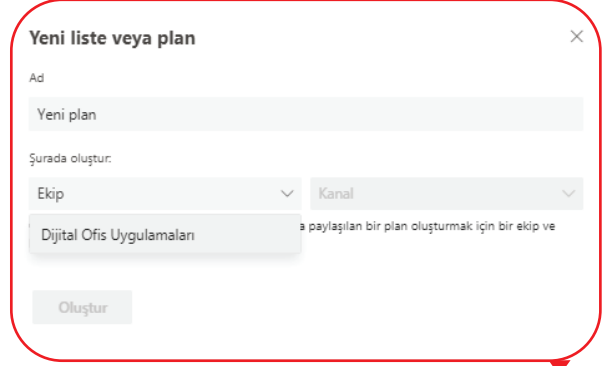 Yeni liste veya plan
Ad
Yeni plan
Şurada oluştur:
Ekip
Kanal
Dijital Ofis Uygulamaları
paylaşılan bir plan oluşturmak için bir ekip ve
Oluştur